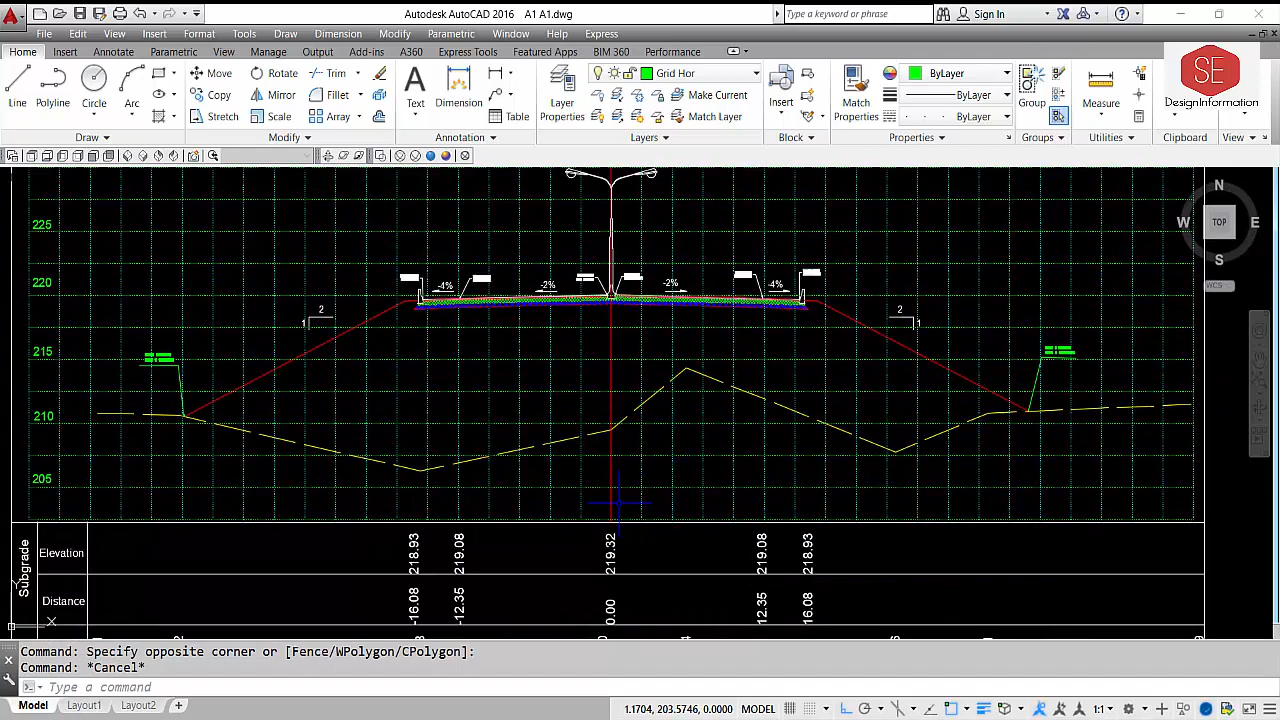 Autodesk AutoCAD 2016 A1 A1.dwg
Type a keyword or phrase
Sign In
File Edit View Insert Format Tools Draw Dimension Modify Parametric Window Help Express
Home Insert Annotate Parametric View Manage Output Add-ins A360 Express Tools Featured Apps BIM 360 Performance
Line Polyline Circle Arc
Move Rotate Trim
Copy Mirror Fillet
Stretch Scale Array
Text Dimension
Table
Layer Properties
Grid Hor
Make Current
Match Layer
Insert
Match Properties
ByLayer
ByLayer
ByLayer
Group
Measure
SE
DesignInformation
Draw Modify Annotation Layers Block Properties Groups Utilities Clipboard View
N
W TOP E
S
WCS
225
220
215
210
205
-4% -2% -2% -4%
2
1
2
1
Subgrade
Elevation 218.93 219.08 219.32 219.08 218.93
Distance -16.08 -12.35 0.00 12.35 16.08
X
Command: Specify opposite corner or [Fence/WPolygon/CPolygon]:
Command: *Cancel*
Type a command
Model Layout1 Layout2 +
1.1704, 203.5746, 0.0000 MODEL
1:1